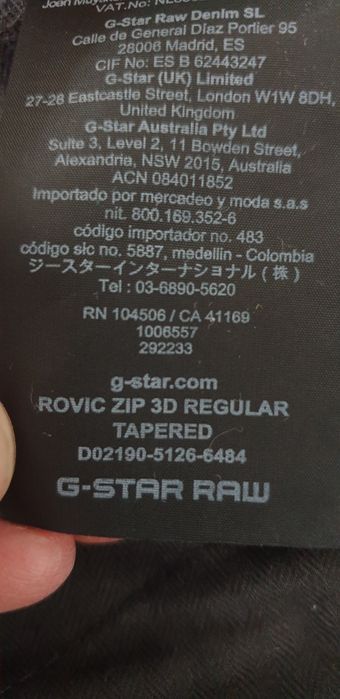 VAT.No:
G-Star Raw Denim SL
Calle de General Diaz Portier 95
28006 Madrid, ES
CIF No: ES B 62443247
G-Star (UK) Limited
27-28 Eastcastle Street, London W1W 8DH,
United Kingdom
G-Star Australia Pty Ltd
Suite 3, Level 2, 11 Bowden Street,
Alexandria, NSW 2015, Australia
ACN 084011852
Importado por mercadeo y moda s.a.s
nit. 800.169.352-6
código importador no. 483
código sic no. 5887, medellin - Colombia
ジースターインターナショナル(株)
Tel : 03-6890-5620
RN 104506 / CA 41169
1006557
292233
g-star.com
ROVIC ZIP 3D REGULAR
TAPERED
D02190-5126-6484
G-STAR RAW